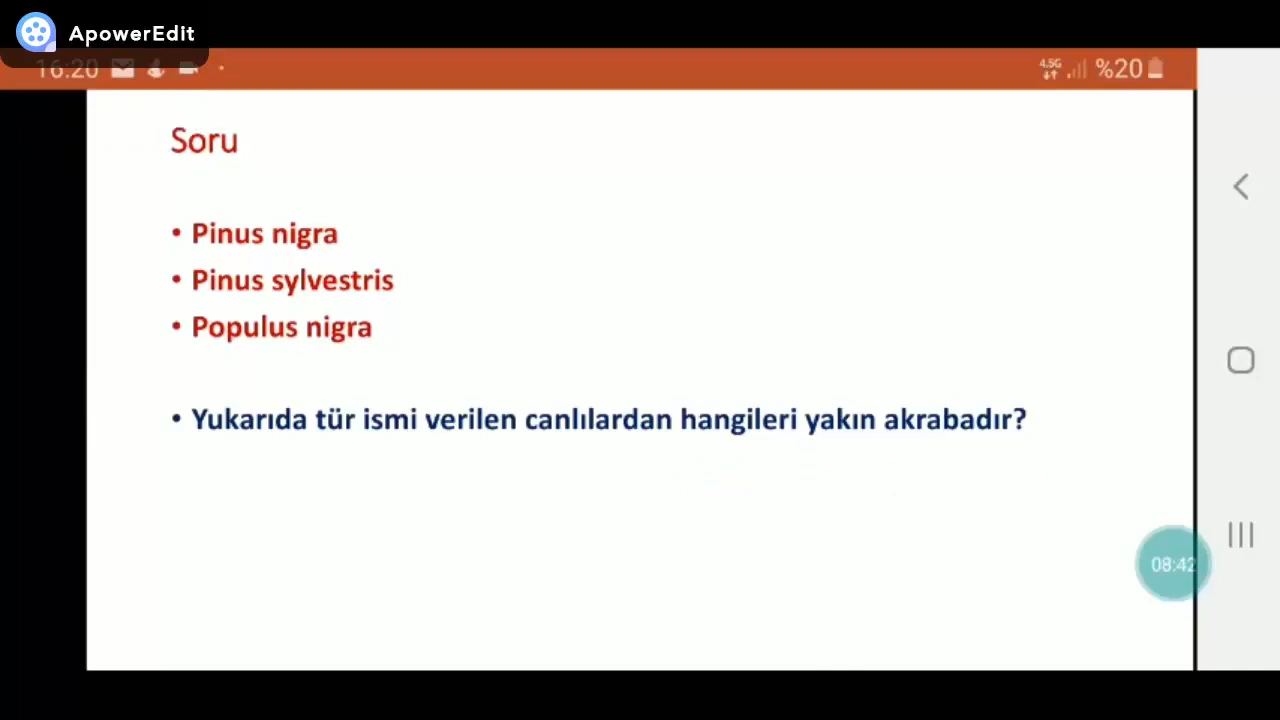 ApowerEdit
16:20
4.5G %20
Soru
• Pinus nigra
• Pinus sylvestris
• Populus nigra
• Yukarıda tür ismi verilen canlılardan hangileri yakın akrabadır?
08:42